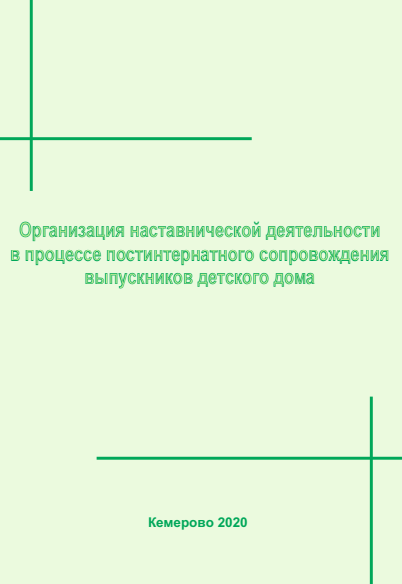 Организация наставнической деятельности
в процессе постинтернатного сопровождения
выпускников детского дома
Кемерово 2020